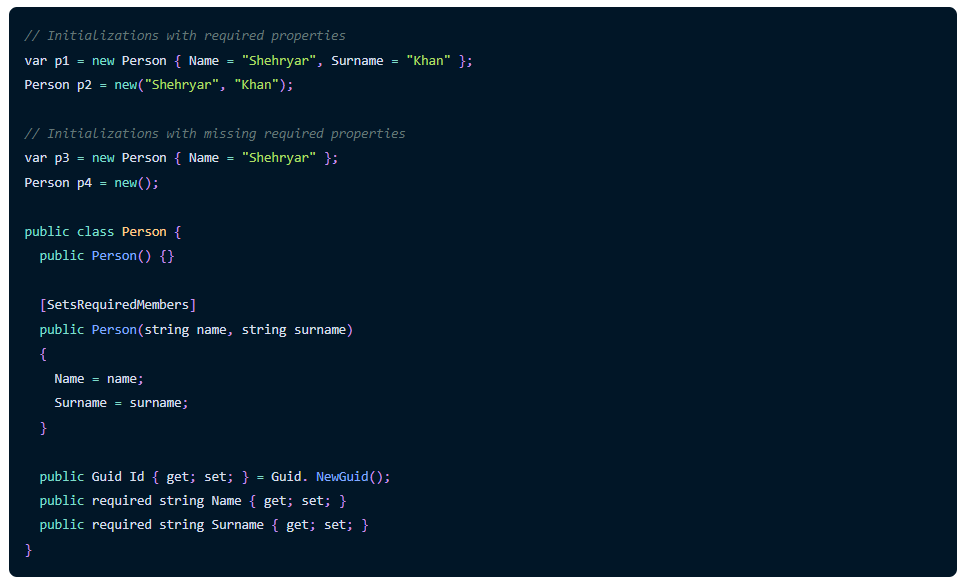 // Initializations with required properties
var p1 = new Person { Name = "Shehryar", Surname = "Khan" };
Person p2 = new("Shehryar", "Khan");
// Initializations with missing required properties
var p3 = new Person { Name = "Shehryar" };
Person p4 = new();
public class Person {
public Person() {}
[SetsRequiredMembers]
public Person(string name, string surname)
{
Name = name;
Surname = surname;
}
public Guid Id { get; set; } = Guid. NewGuid();
public required string Name { get; set; }
public required string Surname { get; set; }
}